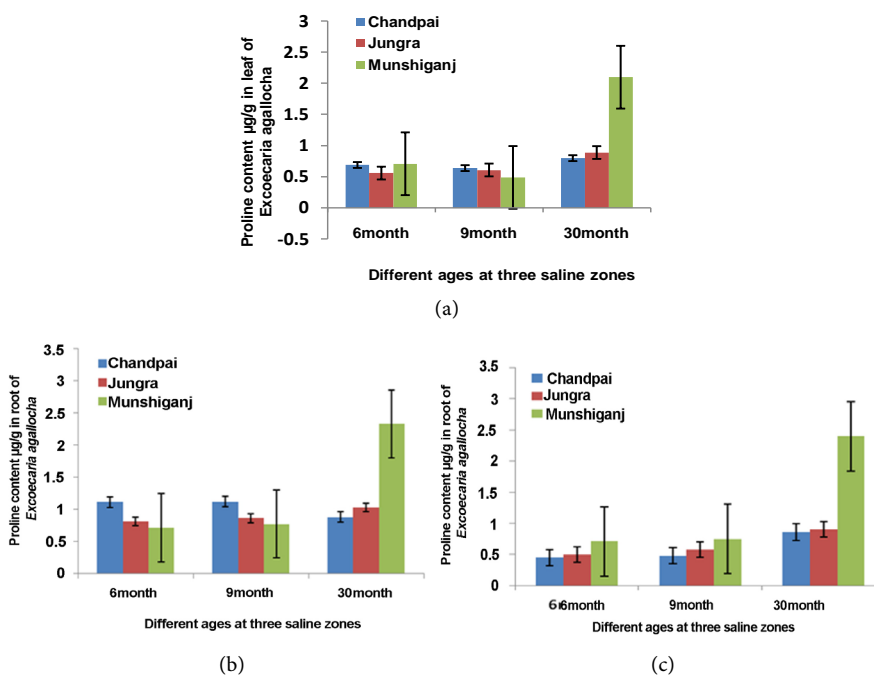 Proline content µg/g in leaf of
Excoecaria agallocha
3
2.5
2
1.5
1
0.5
0
-0.5
Chandpai
Jungra
Munshiganj
6month 9month 30month
Different ages at three saline zones
(a)
Proline content µg/g in root of
Excoecaria agallocha
3.5
3
2.5
2
1.5
1
0.5
0
Chandpai
Jungra
Munshiganj
6month 9month 30month
Different ages at three saline zones
(b)
Proline content µg/g in root of
Excoecaria agallocha
3.5
3
2.5
2
1.5
1
0.5
0
Chandpai
Jungra
Munshiganj
66month 9month 30month
Different ages at three saline zones
(c)